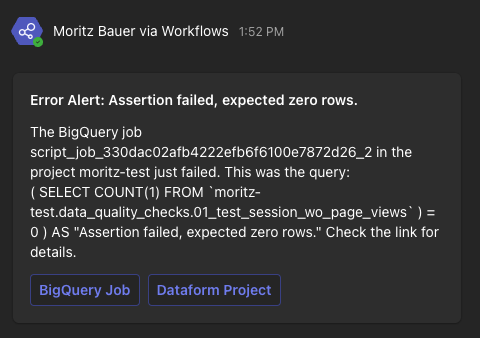 Moritz Bauer via Workflows 1:52 PM
Error Alert: Assertion failed, expected zero rows.
The BigQuery job
script_job_330dac02afb4222efb6f6100e7872d26_2 in the
project moritz-test just failed. This was the query:
( SELECT COUNT(1) FROM `moritz-
test.data_quality_checks.01_test_session_wo_page_views` ) =
0 ) AS "Assertion failed, expected zero rows." Check the link for
details.
BigQuery Job Dataform Project